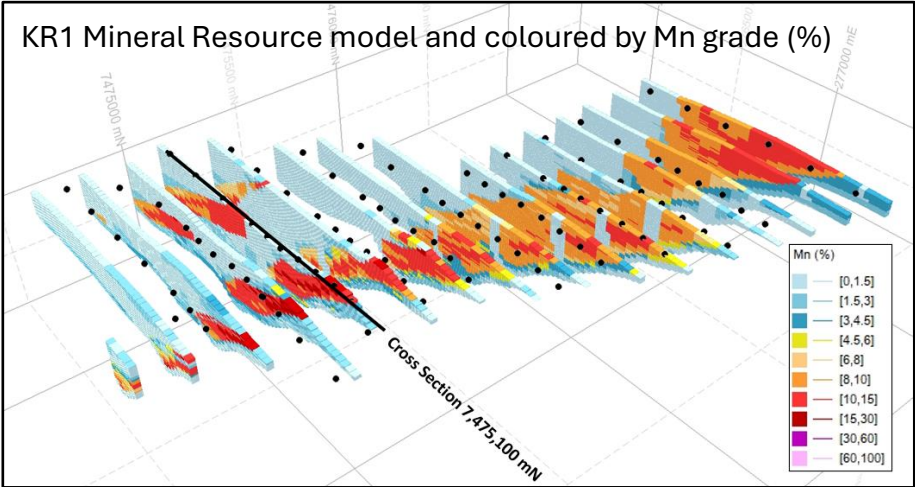 KR1 Mineral Resource model and coloured by Mn grade (%)
7475000 mN
277000 mE
Cross Section 7,475,100 mN
Mn (%)
[0,1.5]
[1.5,3]
[3,4.5]
[4.5,6]
[6,8]
[8,10]
[10,15]
[15,30]
[30,60]
[60,100]